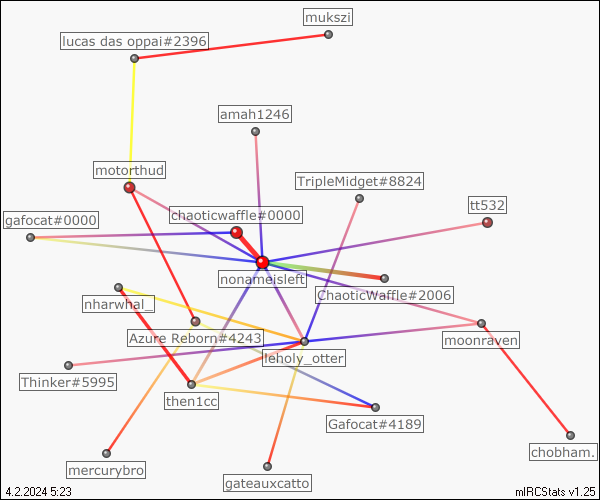 mukszi
lucas das oppai#2396
amah1246
motorthud
TripleMidget#8824
tt532
chaoticwaffle#0000
gafocat#0000
nonameisleft
ChaoticWaffle#2006
nharwhal_
Azure Reborn#4243
moonraven
leholy_otter
Thinker#5995
then1cc
Gafocat#4189
chobham.
mercurybro
gateauxcatto
4.2.2024 5:23
mIRCStats v1.25